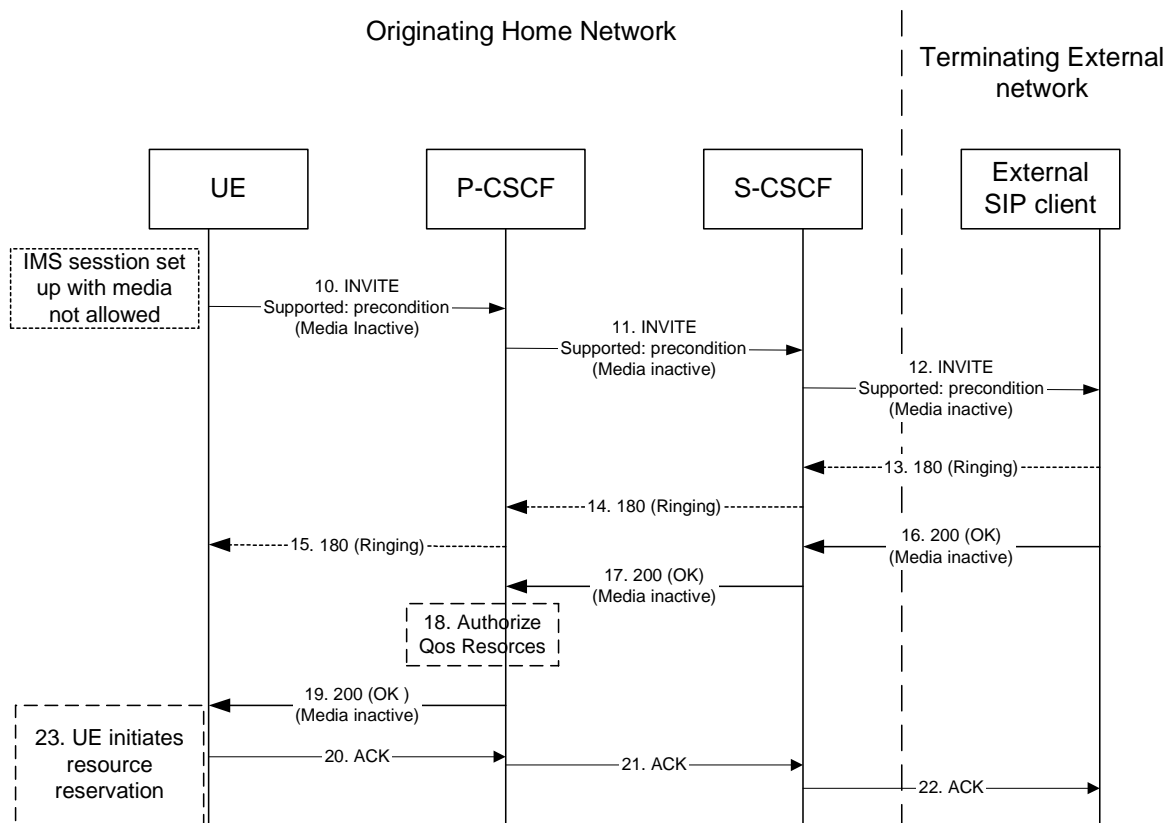 Originating Home Network
Terminating External
network
UE
P-CSCF
S-CSCF
External
SIP client
IMS sesstion set
up with media
not allowed
10. INVITE
Supported: precondition
(Media Inactive)
11. INVITE
Supported: precondition
(Media inactive)
12. INVITE
Supported: precondition
(Media inactive)
13. 180 (Ringing)
14. 180 (Ringing)
15. 180 (Ringing)
16. 200 (OK)
(Media inactive)
17. 200 (OK)
(Media inactive)
18. Authorize
Qos Resorces
19. 200 (OK )
(Media inactive)
23. UE initiates
resource
reservation
20. ACK
21. ACK
22. ACK